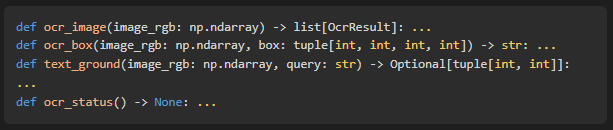 def ocr_image(image_rgb: np.ndarray) -> list[OcrResult]: ...
def ocr_box(image_rgb: np.ndarray, box: tuple[int, int, int, int]) -> str: ...
def text_ground(image_rgb: np.ndarray, query: str) -> Optional[tuple[int, int]]:
...
def ocr_status() -> None: ...